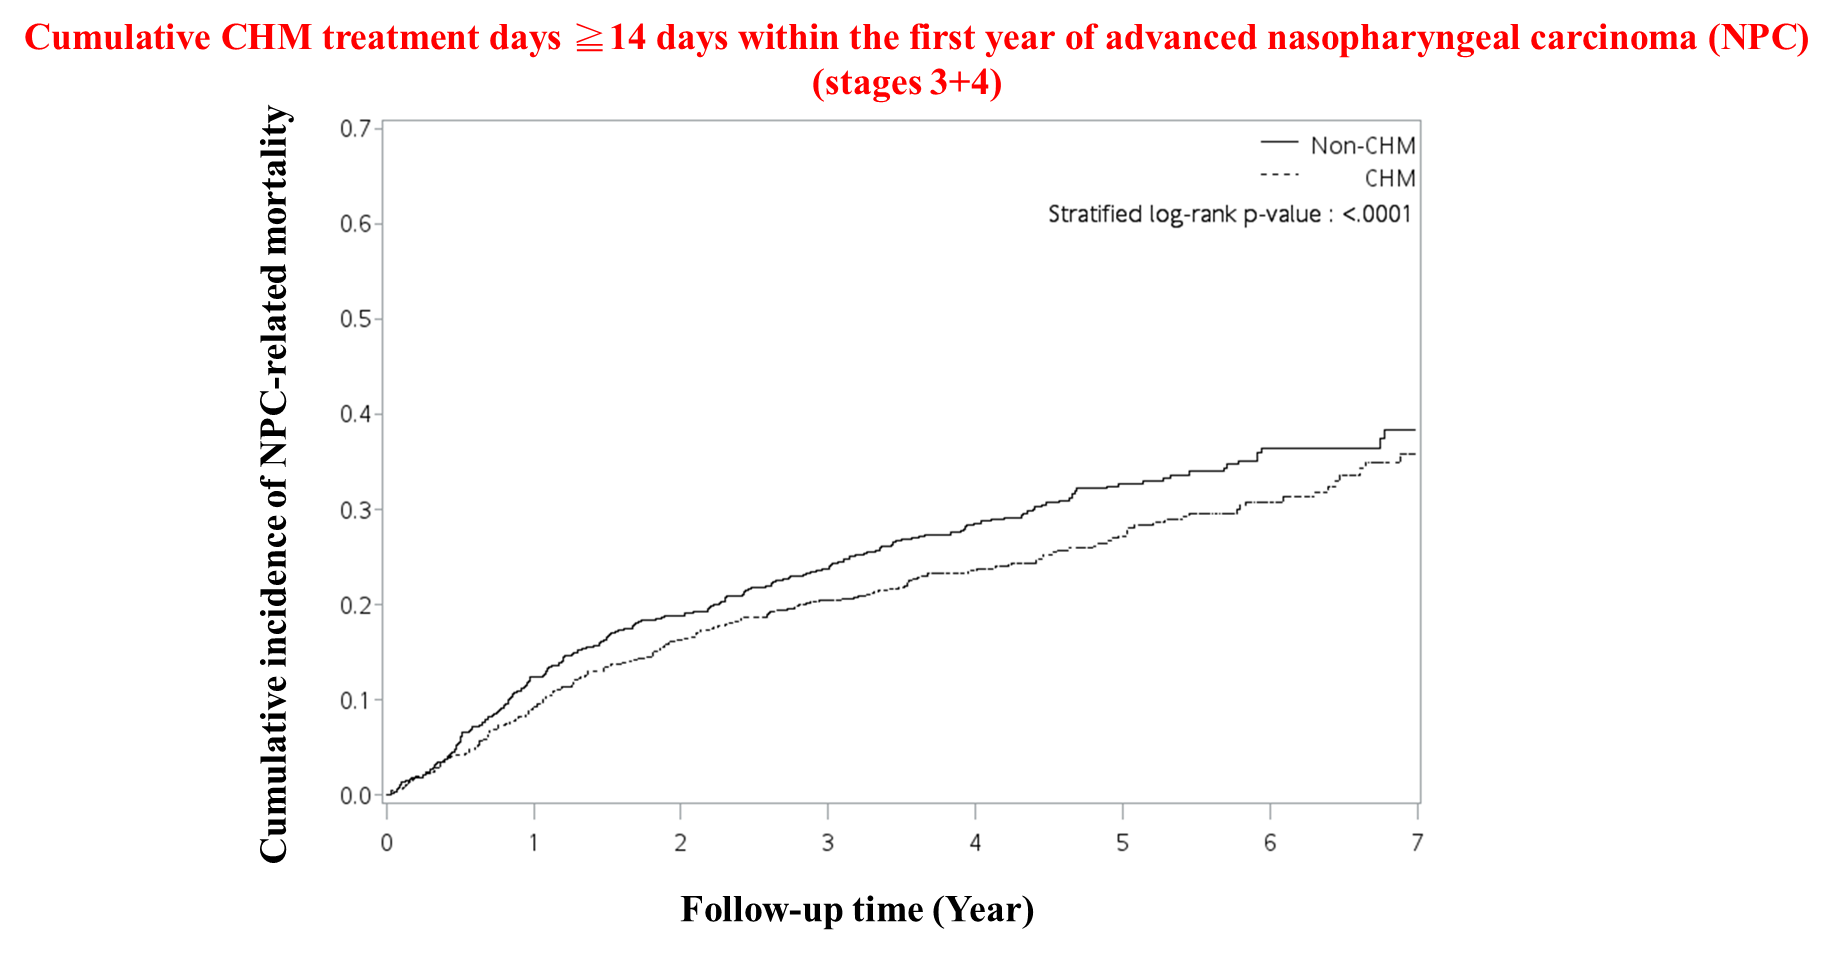 Cumulative CHM treatment days ≧14 days within the first year of advanced nasopharyngeal carcinoma (NPC)
(stages 3+4)
Cumulative incidence of NPC-related mortality
0.7
0.6
0.5
0.4
0.3
0.2
0.1
0.0
Non-CHM
CHM
Stratified log-rank p-value : <.0001
0 1 2 3 4 5 6 7
Follow-up time (Year)